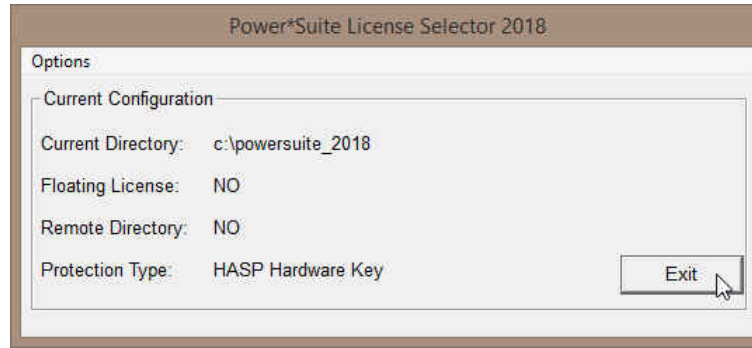 Power*Suite License Selector 2018
Options
Current Configuration
Current Directory: c:\powersuite_2018
Floating License: NO
Remote Directory: NO
Protection Type: HASP Hardware Key
Exit